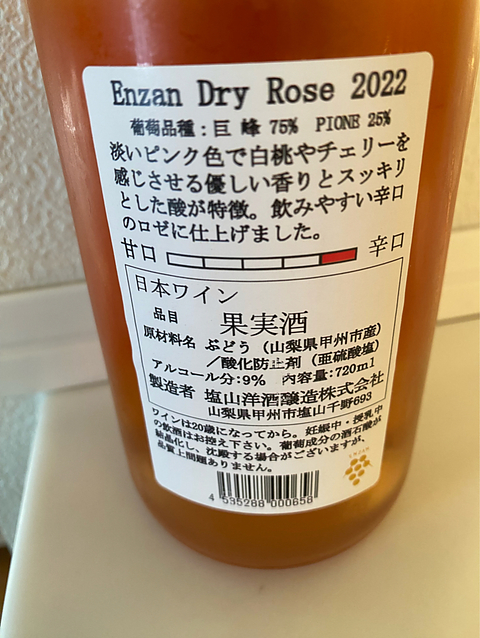 Enzan Dry Rose 2022
葡萄品種：巨 峰 75% PIONE 25%
淡いピンク色で白桃やチェリーを
感じさせる優しい香りとスッキリ
とした酸が特徴。飲みやすい辛口
のロゼに仕上げました。
甘口 辛口
日本ワイン
品目 果実酒
原材料名 ぶどう（山梨県甲州市産）
／酸化防止剤（亜硫酸塩）
アルコール分：9% 内容量：720ml
製造者 塩山洋酒醸造株式会社
山梨県甲州市塩山千野693
ワインは20歳になってから。妊娠中・授乳中
の飲酒はお控え下さい。葡萄成分の酒石酸が
結晶化し、沈殿する場合がございますが、
品質上問題ありません。
4 535288 000658